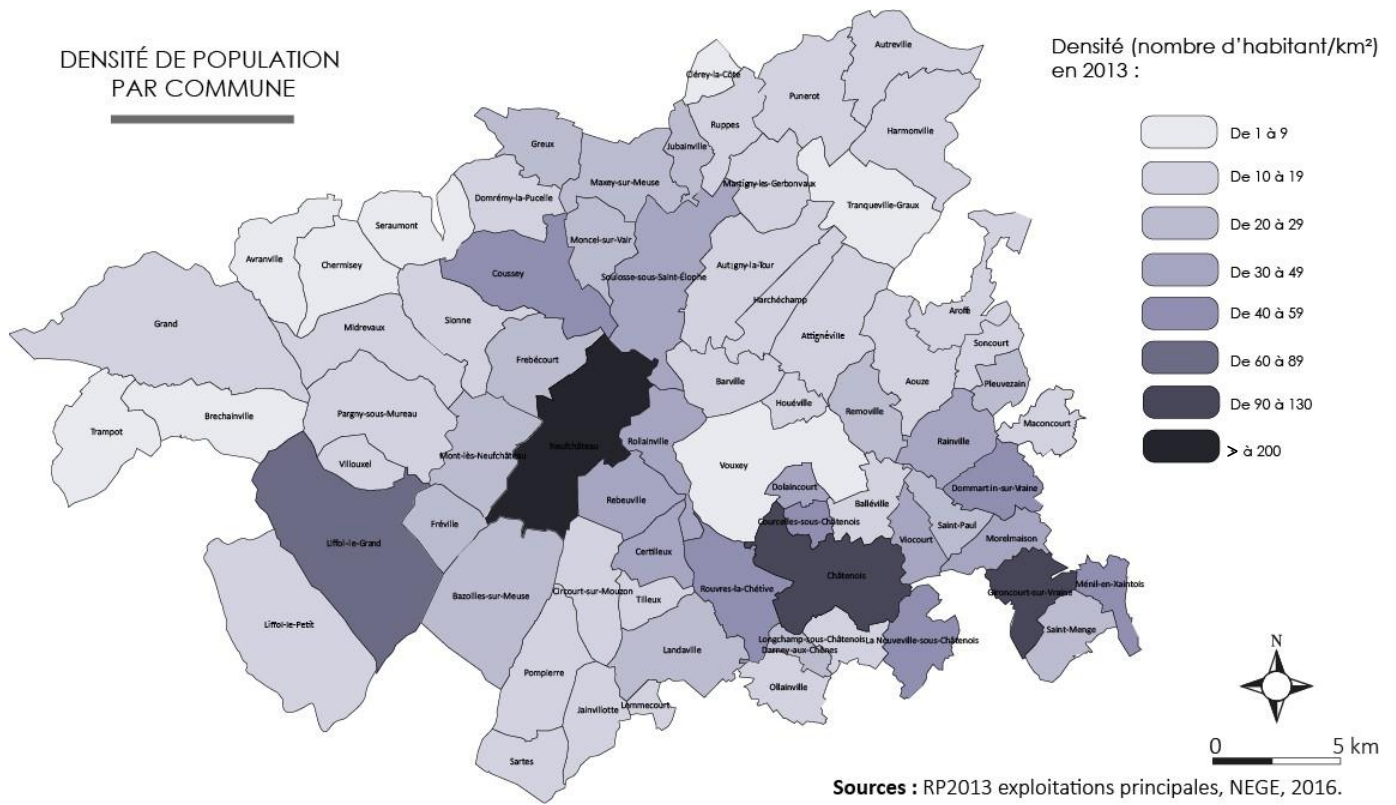 DENSITÉ DE POPULATION
PAR COMMUNE
Densité (nombre d'habitant/km²)
en 2013 :
De 1 à 9
De 10 à 19
De 20 à 29
De 30 à 49
De 40 à 59
De 60 à 89
De 90 à 130
> à 200
Autreville
Clérey-la-Côte
Punerot
Ruppes
Harmonville
Greux
Jubainville
Maxey-sur-Meuse
Martigny-les-Gerbonvaux
Domrémy-la-Pucelle
Tranqueville-Graux
Seraumont
Moncel-sur-Vair
Avranville
Chermisey
Autigny-la-Tour
Coussey
Soulosse-sous-Saint-Élophe
Harchéchamp
Aroffe
Grand
Midrevaux
Sionne
Attignéville
Soncourt
Frebécourt
Barville
Aouze
Pleuvezain
Houéville
Removille
Trampot
Brechainville
Pargny-sous-Mureau
Maconcourt
Neufchâteau
Rollainville
Rainville
Mont-lès-Neufchâteau
Villouxel
Vouxey
Dolaincourt
Dommartin-sur-Vraine
Rebeuville
Balléville
Fréville
Courcelles-sous-Châtenois
Saint-Paul
Liffol-le-Grand
Certilleux
Viocourt
Morelmaison
Châtenois
Ménil-en-Xaintois
Rouvres-la-Chétive
Circourt-sur-Mouzon
Gironcourt-sur-Vraine
Bazoilles-sur-Meuse
Tilleux
Liffol-le-Petit
Saint-Menge
Longchamp-sous-Châtenois
La Neuveville-sous-Châtenois
Landaville
Darney-aux-Chênes
Pompierre
Ollainville
Jainvillotte
Lemmecourt
Sartes
N
0 5 km
Sources : RP2013 exploitations principales, NEGE, 2016.